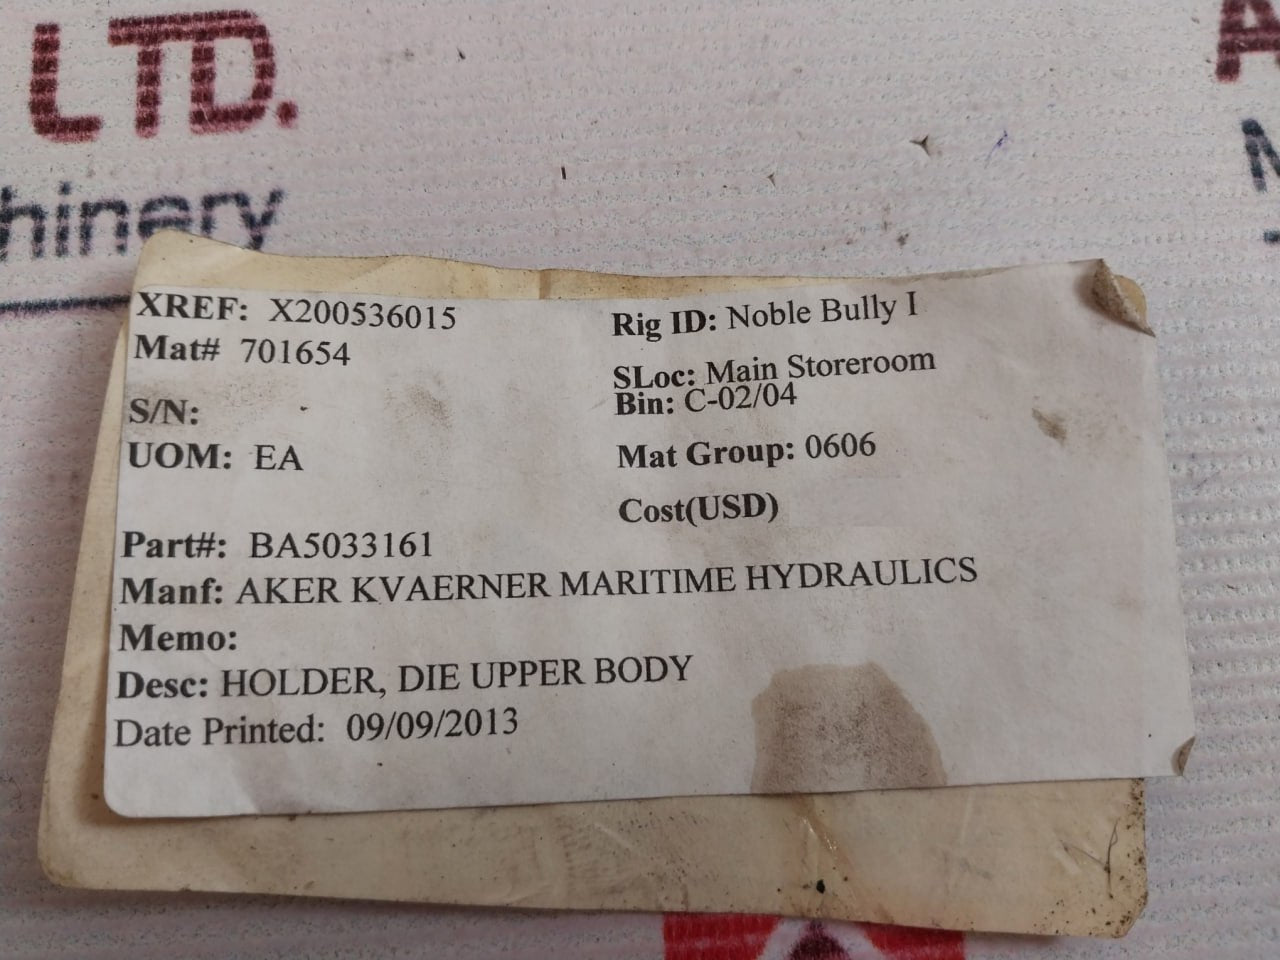 LTD.
hinery
XREF: X200536015
Mat# 701654
S/N:
UOM: EA
Rig ID: Noble Bully I
SLoc: Main Storeroom
Bin: C-02/04
Mat Group: 0606
Cost(USD)
Part#: BA5033161
Manf: AKER KVAERNER MARITIME HYDRAULICS
Memo:
Desc: HOLDER, DIE UPPER BODY
Date Printed: 09/09/2013